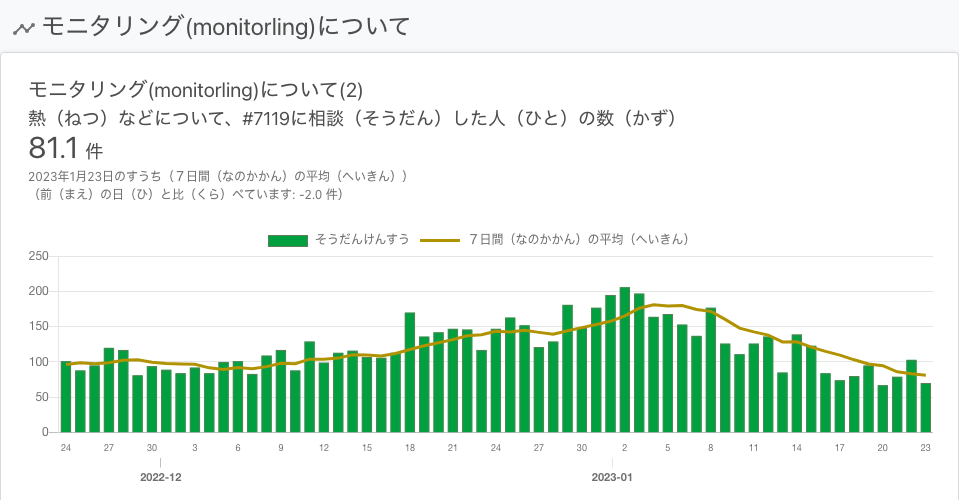 モニタリング(monitorling)について
モニタリング(monitorling)について(2)
熱（ねつ）などについて、#7119に相談（そうだん）した人（ひと）の数（かず）
81.1 件
2023年1月23日のすうち（７日間（なのかかん）の平均（へいきん））
（前（まえ）の日（ひ）と比（くら）べています: -2.0 件）
そうだんけんすう ７日間（なのかかん）の平均（へいきん）
250
200
150
100
50
0
24 27 30 3 6 9 12 15 18 21 24 27 30 2 5 8 11 14 17 20 23
2022-12 2023-01